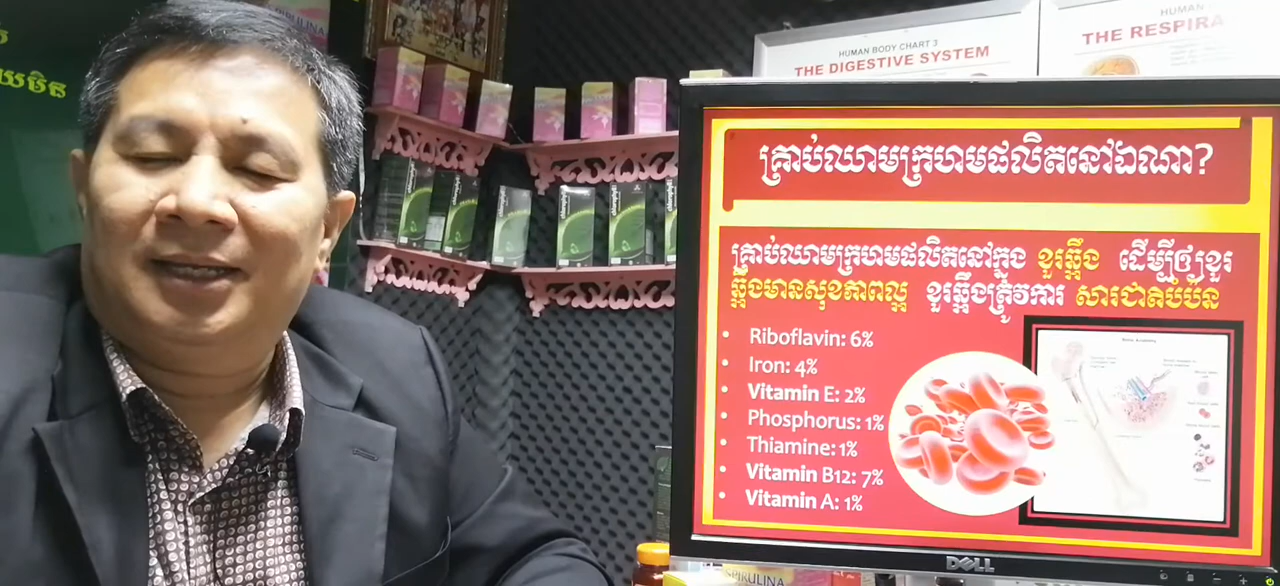 SPIRULINA
យមិន
HUMAN BODY CHART 3
THE DIGESTIVE SYSTEM
HUMAN
THE RESPIRA
គ្រាប់ឈាមក្រហមផលិតនៅឯណា?
គ្រាប់ឈាមក្រហមផលិតនៅក្នុង ខួរឆ្អឹង ដើម្បីឲ្យខួរ
ឆ្អឹងមានសុខភាពល្អ ខួរឆ្អឹងត្រូវការ សារជាតិបំប៉ន
• Riboflavin: 6%
• Iron: 4%
• Vitamin E: 2%
• Phosphorus: 1%
• Thiamine: 1%
• Vitamin B12: 7%
• Vitamin A: 1%
DELL
SPIRULINA